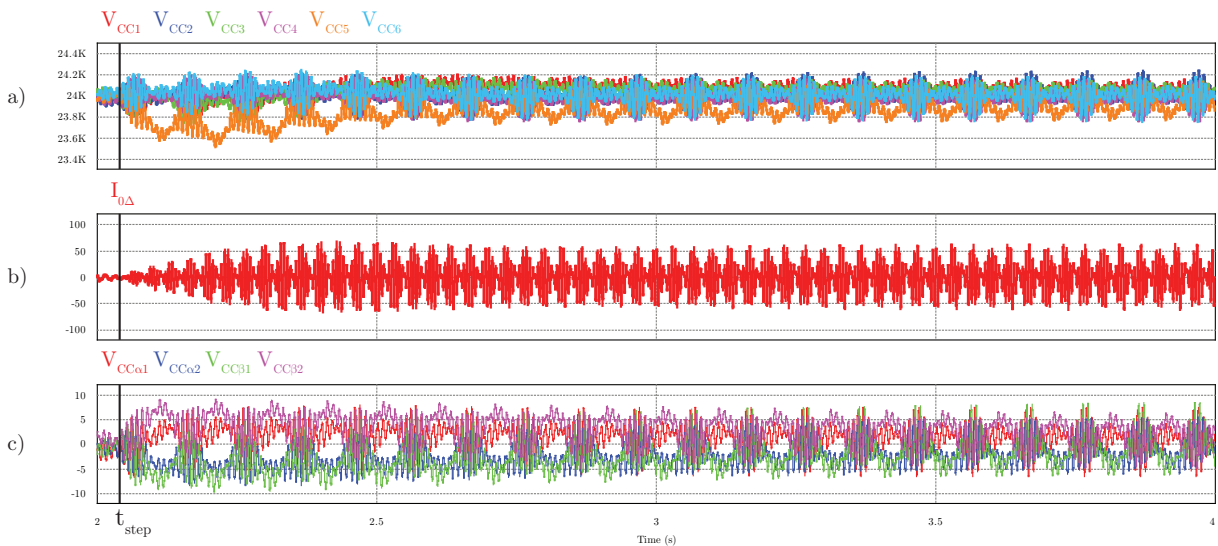 V_CC1 V_CC2 V_CC3 V_CC4 V_CC5 V_CC6
24.4K
24.2K
a)
24K
23.8K
23.6K
23.4K
I_0Δ
100
50
b)
0
-50
-100
V_CCα1 V_CCα2 V_CCβ1 V_CCβ2
10
5
c)
0
-5
-10
2 t_step 2.5 3 3.5 4
Time (s)